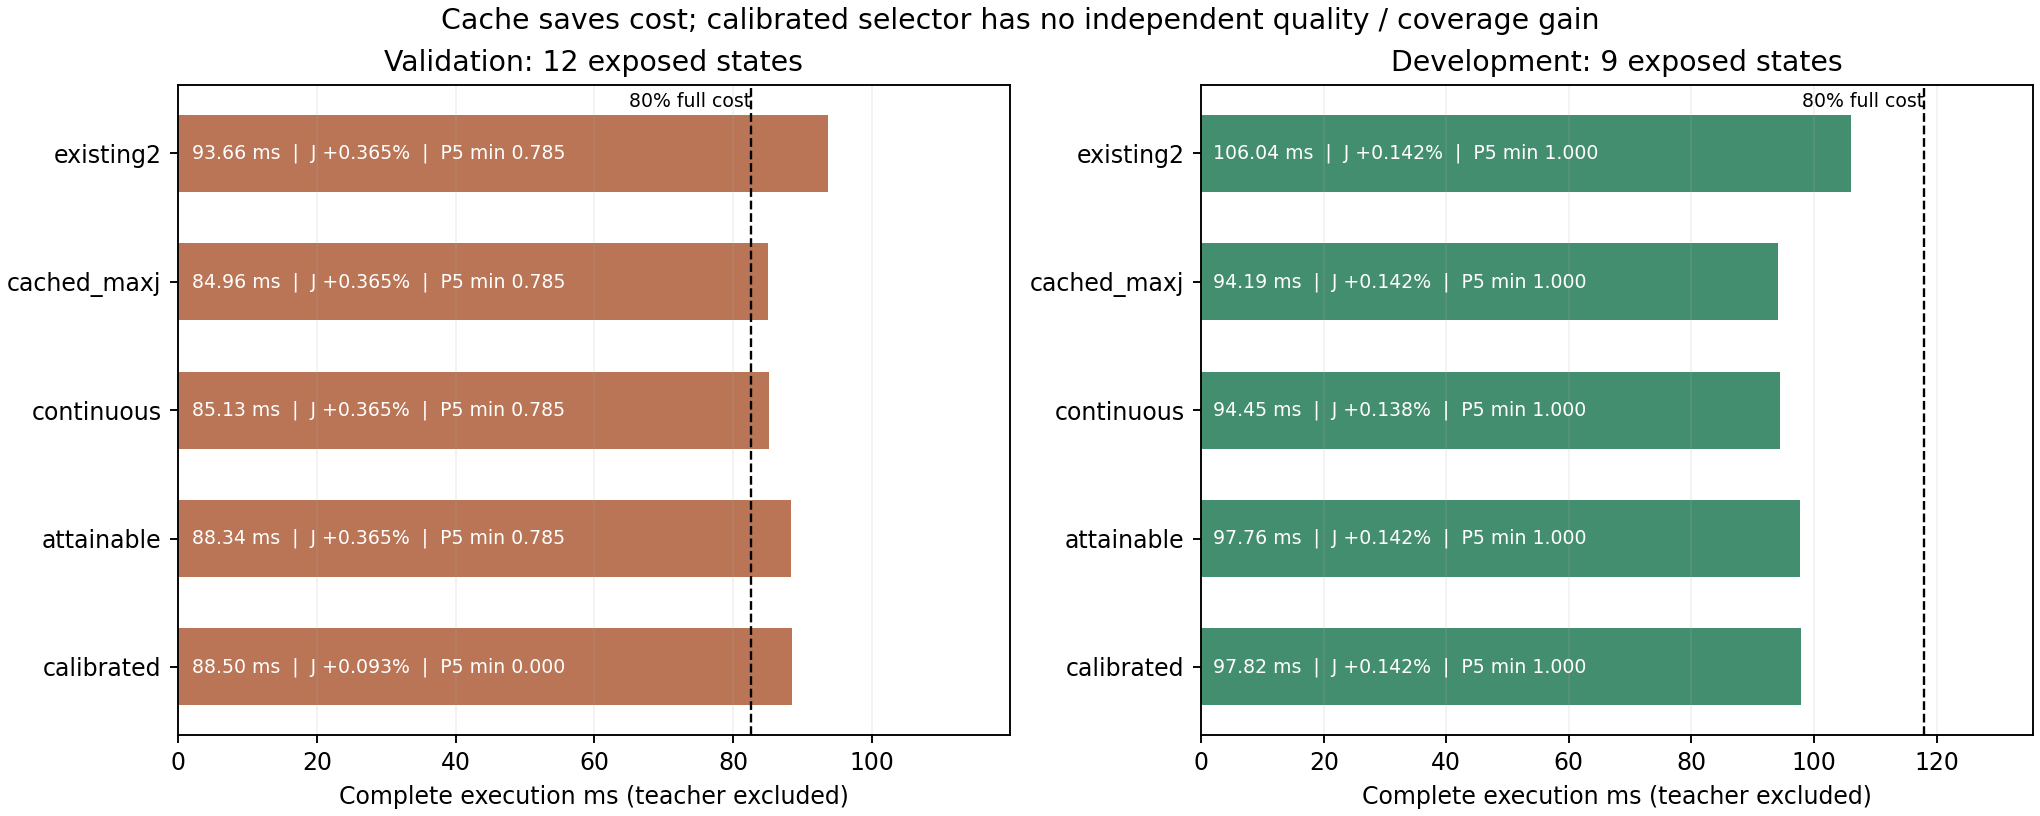 Cache saves cost; calibrated selector has no independent quality / coverage gain
Validation: 12 exposed states
80% full cost
existing2
93.66 ms | J +0.365% | P5 min 0.785
cached_maxj
84.96 ms | J +0.365% | P5 min 0.785
continuous
85.13 ms | J +0.365% | P5 min 0.785
attainable
88.34 ms | J +0.365% | P5 min 0.785
calibrated
88.50 ms | J +0.093% | P5 min 0.000
0 20 40 60 80 100
Complete execution ms (teacher excluded)
Development: 9 exposed states
80% full cost
existing2
106.04 ms | J +0.142% | P5 min 1.000
cached_maxj
94.19 ms | J +0.142% | P5 min 1.000
continuous
94.45 ms | J +0.138% | P5 min 1.000
attainable
97.76 ms | J +0.142% | P5 min 1.000
calibrated
97.82 ms | J +0.142% | P5 min 1.000
0 20 40 60 80 100 120
Complete execution ms (teacher excluded)